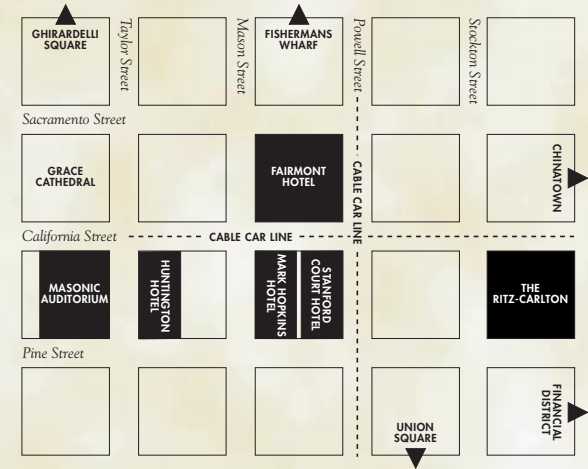 GHIRARDELLI
SQUARE
Taylor Street
Mason Street
FISHERMANS
WHARF
Powell Street
Stockton Street
Sacramento Street
GRACE
CATHEDRAL
FAIRMONT
HOTEL
CABLE CAR LINE
CHINATOWN
California Street
CABLE CAR LINE
MASONIC
AUDITORIUM
HUNTINGTON
HOTEL
MARK HOPKINS
HOTEL
STANFORD
COURT HOTEL
THE
RITZ-CARLTON
Pine Street
UNION
SQUARE
FINANCIAL
DISTRICT